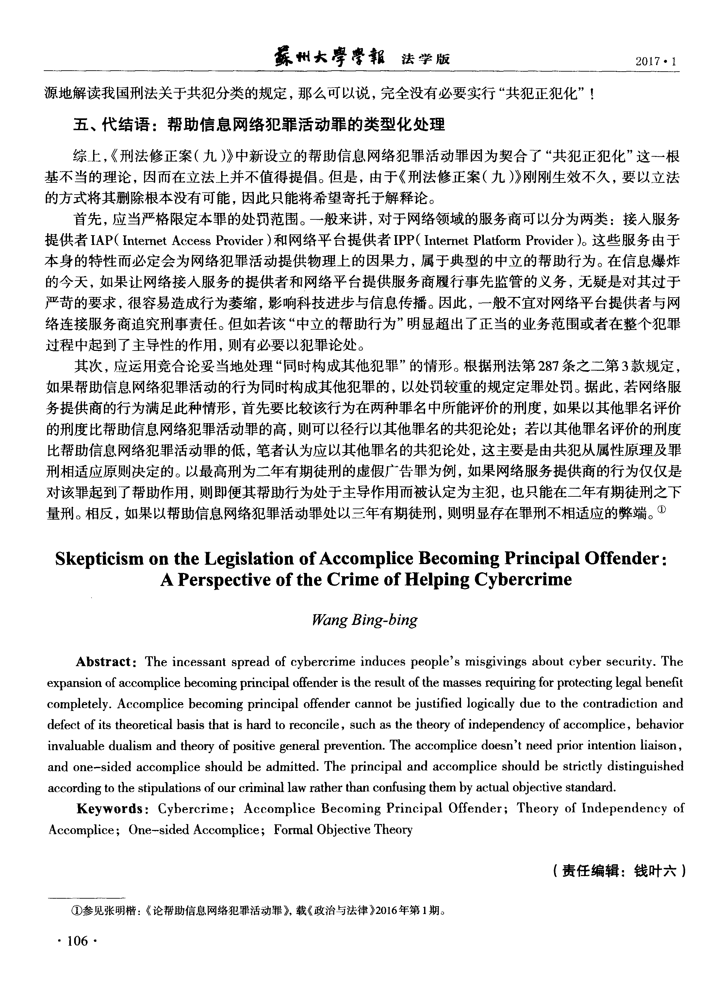 蘇州大學學報 法学版 2017·1
源地解读我国刑法关于共犯分类的规定，那么可以说，完全没有必要实行“共犯正犯化”！
五、代结语：帮助信息网络犯罪活动罪的类型化处理
综上，《刑法修正案（九）》中新设立的帮助信息网络犯罪活动罪因为契合了“共犯正犯化”这一根
基不当的理论，因而在立法上并不值得提倡。但是，由于《刑法修正案（九）》刚刚生效不久，要以立法
的方式将其删除根本没有可能，因此只能将希望寄托于解释论。
首先，应当严格限定本罪的处罚范围。一般来讲，对于网络领域的服务商可以分为两类：接入服务
提供者IAP（Internet Access Provider）和网络平台提供者IPP（Internet Platform Provider）。这些服务由于
本身的特性而必定会为网络犯罪活动提供物理上的因果力，属于典型的中立的帮助行为。在信息爆炸
的今天，如果让网络接入服务的提供者和网络平台提供服务商履行事先监管的义务，无疑是对其过于
严苛的要求，很容易造成行为萎缩，影响科技进步与信息传播。因此，一般不宜对网络平台提供者与网
络连接服务商追究刑事责任。但如若该“中立的帮助行为”明显超出了正当的业务范围或者在整个犯罪
过程中起到了主导性的作用，则有必要以犯罪论处。
其次，应运用竞合论妥当地处理“同时构成其他犯罪”的情形。根据刑法第287条之二第3款规定，
如果帮助信息网络犯罪活动的行为同时构成其他犯罪的，以处罚较重的规定定罪处罚。据此，若网络服
务提供商的行为满足此种情形，首先要比较该行为在两种罪名中所能评价的刑度，如果以其他罪名评价
的刑度比帮助信息网络犯罪活动罪的高，则可以径行以其他罪名的共犯论处；若以其他罪名评价的刑度
比帮助信息网络犯罪活动罪的低，笔者认为应以其他罪名的共犯论处，这主要是由共犯从属性原理及罪
刑相适应原则决定的。以最高刑为二年有期徒刑的虚假广告罪为例，如果网络服务提供商的行为仅仅是
对该罪起到了帮助作用，则即便其帮助行为处于主导作用而被认定为主犯，也只能在二年有期徒刑之下
量刑。相反，如果以帮助信息网络犯罪活动罪处以三年有期徒刑，则明显存在罪刑不相适应的弊端。①
Skepticism on the Legislation of Accomplice Becoming Principal Offender:
A Perspective of the Crime of Helping Cybercrime
Wang Bing-bing
Abstract: The incessant spread of cybercrime induces people's misgivings about cyber security. The
expansion of accomplice becoming principal offender is the result of the masses requiring for protecting legal benefit
completely. Accomplice becoming principal offender cannot be justified logically due to the contradiction and
defect of its theoretical basis that is hard to reconcile, such as the theory of independency of accomplice, behavior
invaluable dualism and theory of positive general prevention. The accomplice doesn't need prior intention liaison,
and one-sided accomplice should be admitted. The principal and accomplice should be strictly distinguished
according to the stipulations of our criminal law rather than confusing them by actual objective standard.
Keywords: Cybercrime; Accomplice Becoming Principal Offender; Theory of Independency of
Accomplice; One-sided Accomplice; Formal Objective Theory
（责任编辑：钱叶六）
①参见张明楷：《论帮助信息网络犯罪活动罪》，载《政治与法律》2016年第1期。
·106·